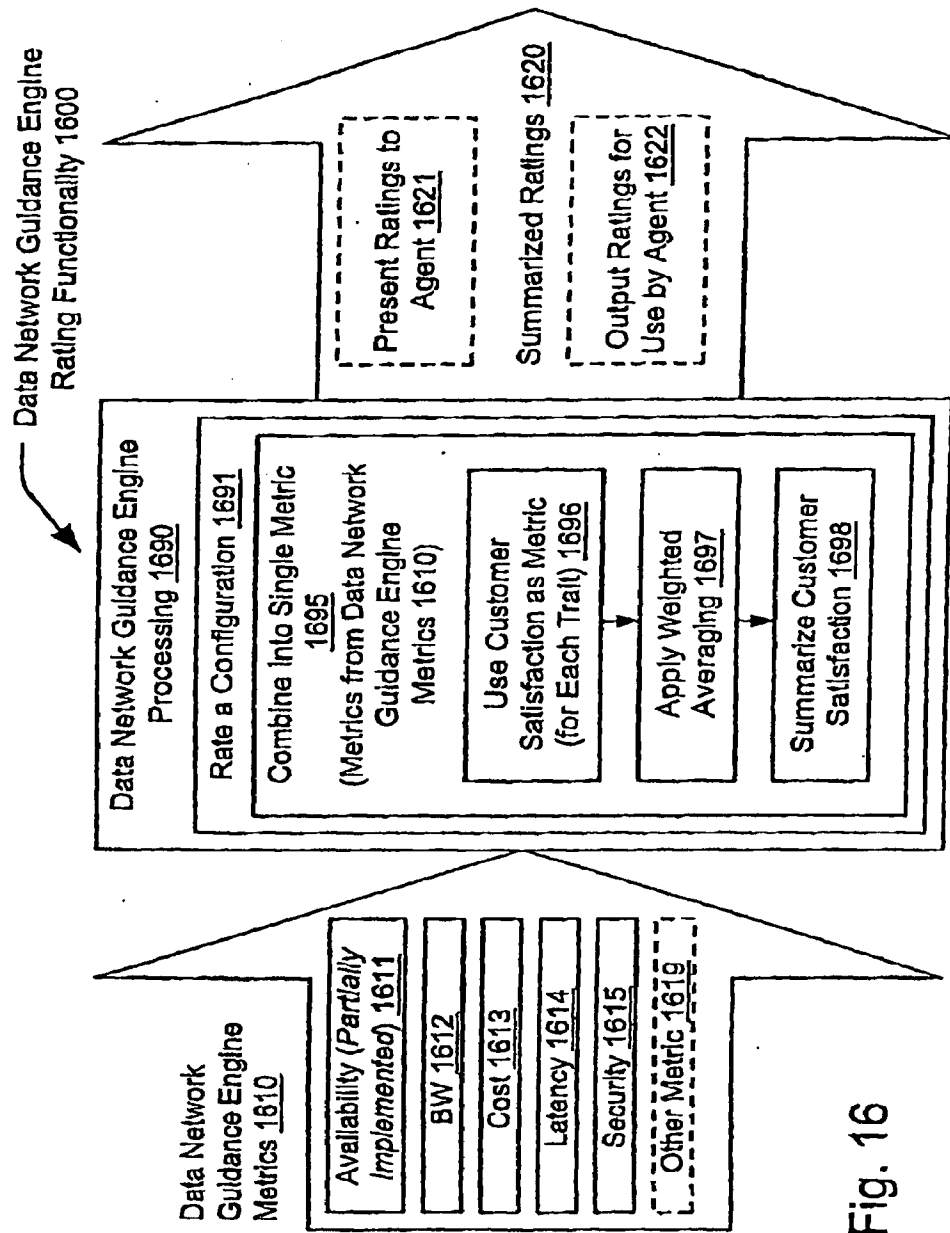 Data Network Guidance Engine
Rating Functionality 1600
Data Network
Guidance Engine
Metrics 1610
Availability (Partially
Implemented) 1611
BW 1612
Cost 1613
Latency 1614
Security 1615
Other Metric 1619
Data Network Guidance Engine
Processing 1690
Rate a Configuration 1691
Combine Into Single Metric
1695
(Metrics from Data Network
Guidance Engine
Metrics 1610)
Use Customer
Satisfaction as Metric
(for Each Trait) 1696
Apply Weighted
Averaging 1697
Summarize Customer
Satisfaction 1698
Present Ratings to
Agent 1621
Summarized Ratings 1620
Output Ratings for
Use by Agent 1622
Fig. 16